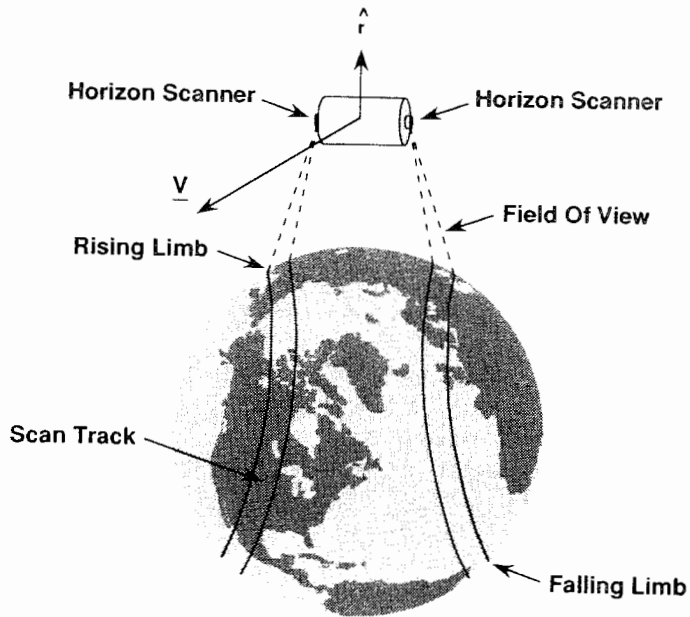 r̂
Horizon Scanner
Horizon Scanner
V
Field Of View
Rising Limb
Scan Track
Falling Limb